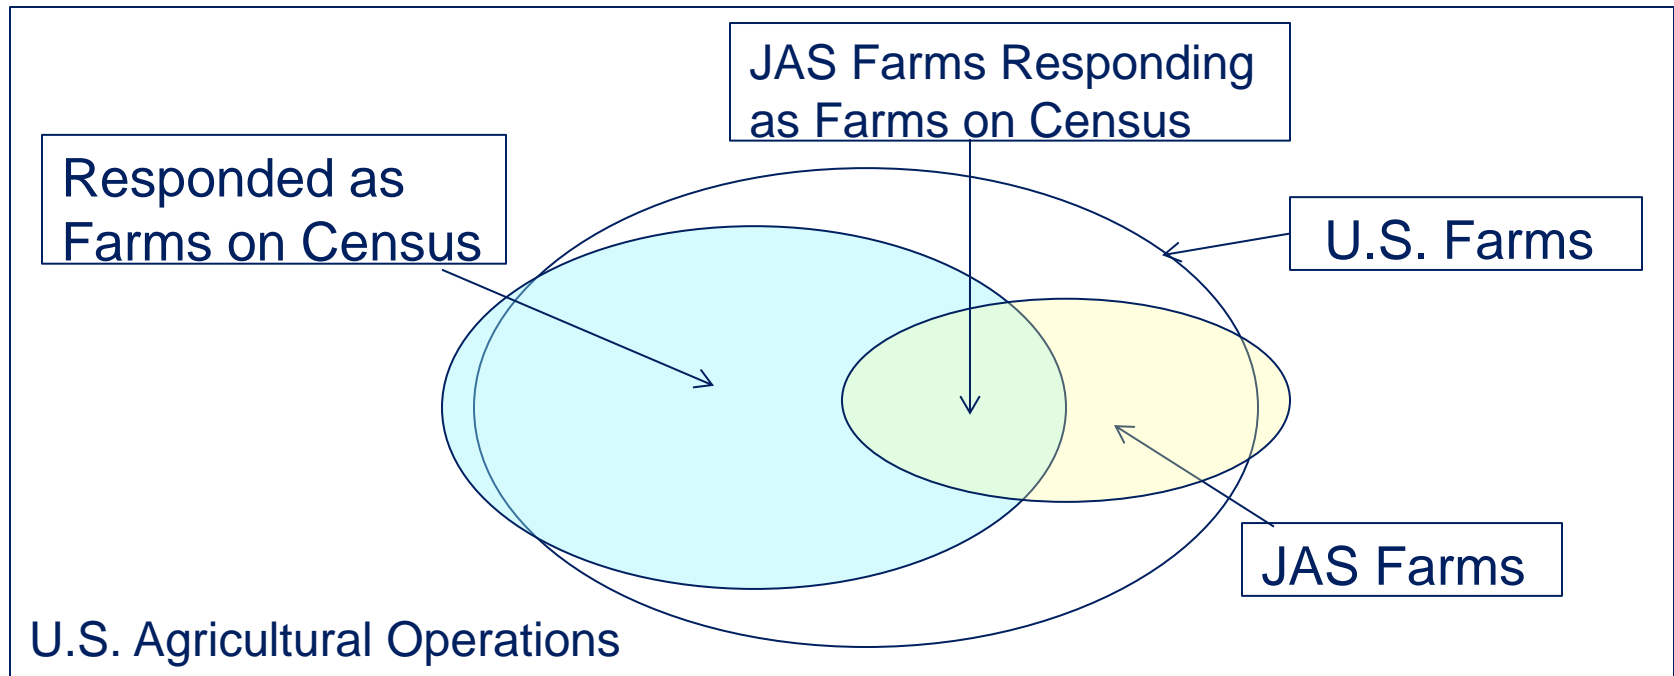 JAS Farms Responding
as Farms on Census
Responded as
Farms on Census
U.S. Farms
JAS Farms
U.S. Agricultural Operations